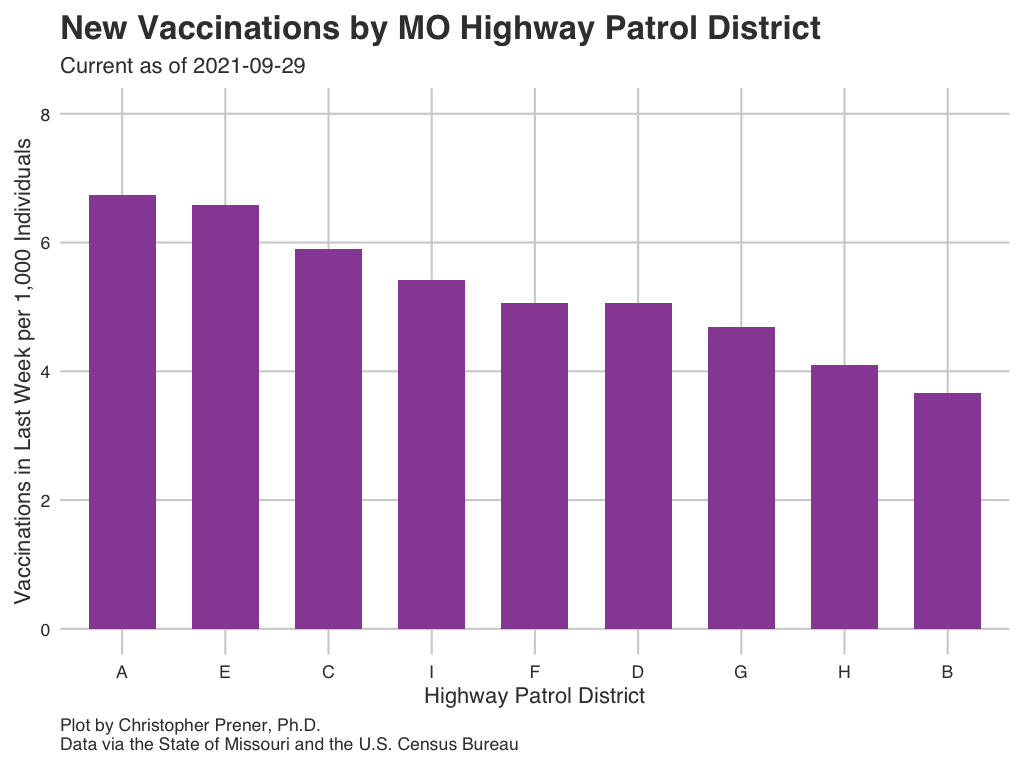 New Vaccinations by MO Highway Patrol District
Current as of 2021-09-29
Vaccinations in Last Week per 1,000 Individuals
8
6
4
2
0
A E C I F D G H B
Highway Patrol District
Plot by Christopher Prener, Ph.D.
Data via the State of Missouri and the U.S. Census Bureau